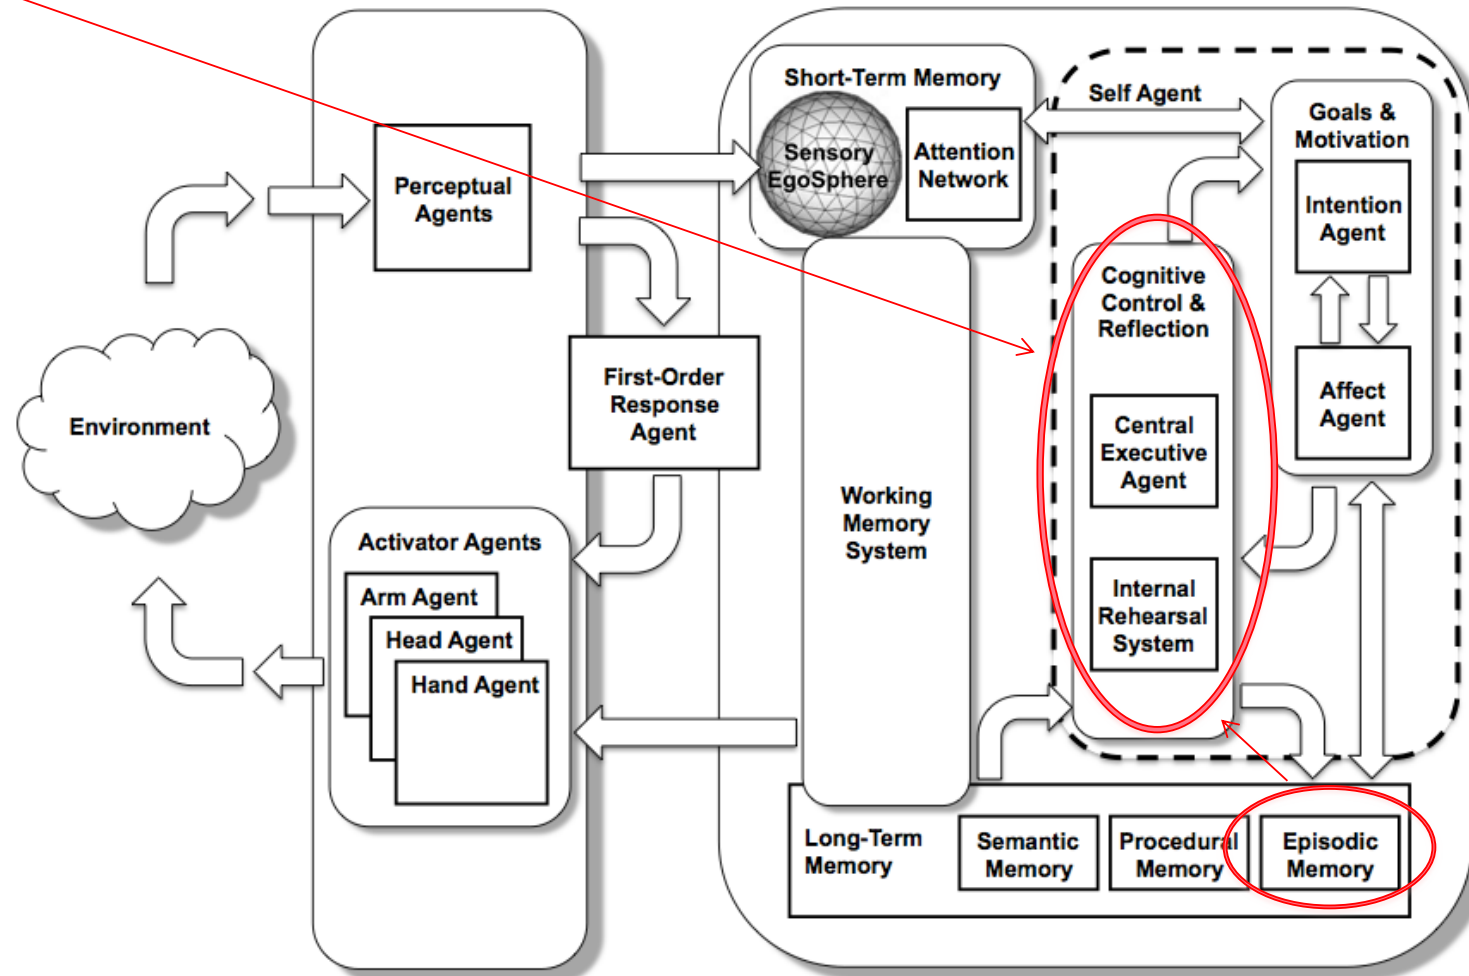 Short-Term Memory
Sensory
EgoSphere
Attention
Network
Self Agent
Goals &
Motivation
Intention
Agent
Affect
Agent
Perceptual
Agents
Cognitive
Control &
Reflection
Central
Executive
Agent
Internal
Rehearsal
System
First-Order
Response
Agent
Environment
Working
Memory
System
Activator Agents
Arm Agent
Head Agent
Hand Agent
Long-Term
Memory
Semantic
Memory
Procedural
Memory
Episodic
Memory